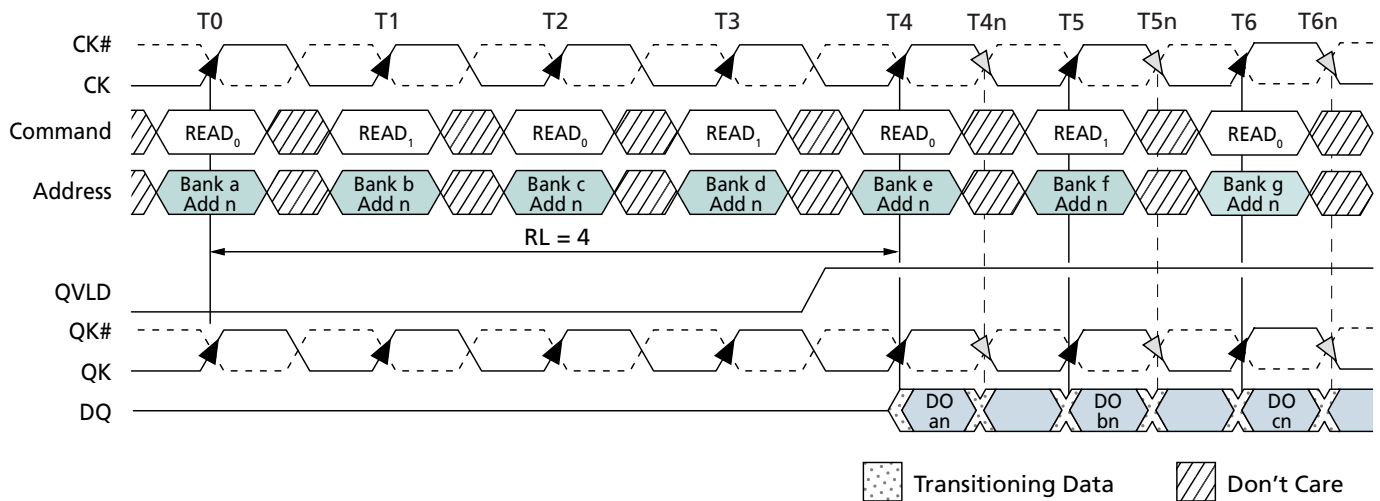 T0 T1 T2 T3 T4 T4n T5 T5n T6 T6n
CK#
CK
Command READ0 READ1 READ0 READ1 READ0 READ1 READ0
Address Bank a Bank b Bank c Bank d Bank e Bank f Bank g
Add n Add n Add n Add n Add n Add n Add n
RL = 4
QVLD
QK#
QK
DQ DO DO DO
an bn cn
Transitioning Data Don't Care